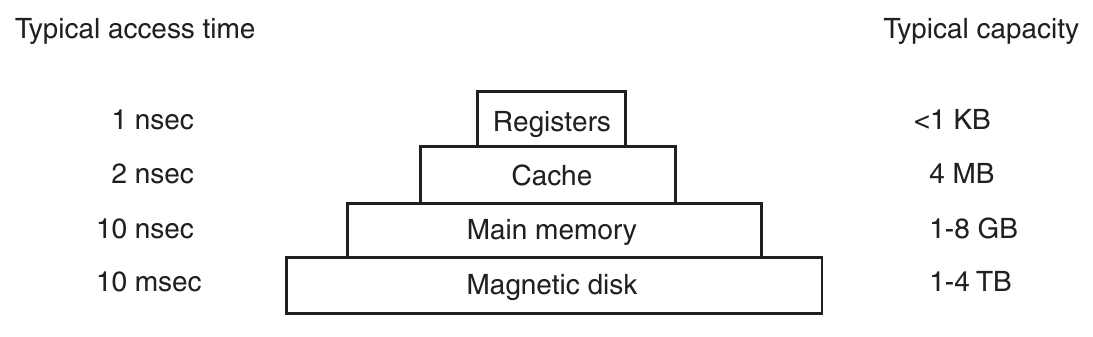 Typical access time Typical capacity
1 nsec Registers <1 KB
2 nsec Cache 4 MB
10 nsec Main memory 1-8 GB
10 msec Magnetic disk 1-4 TB